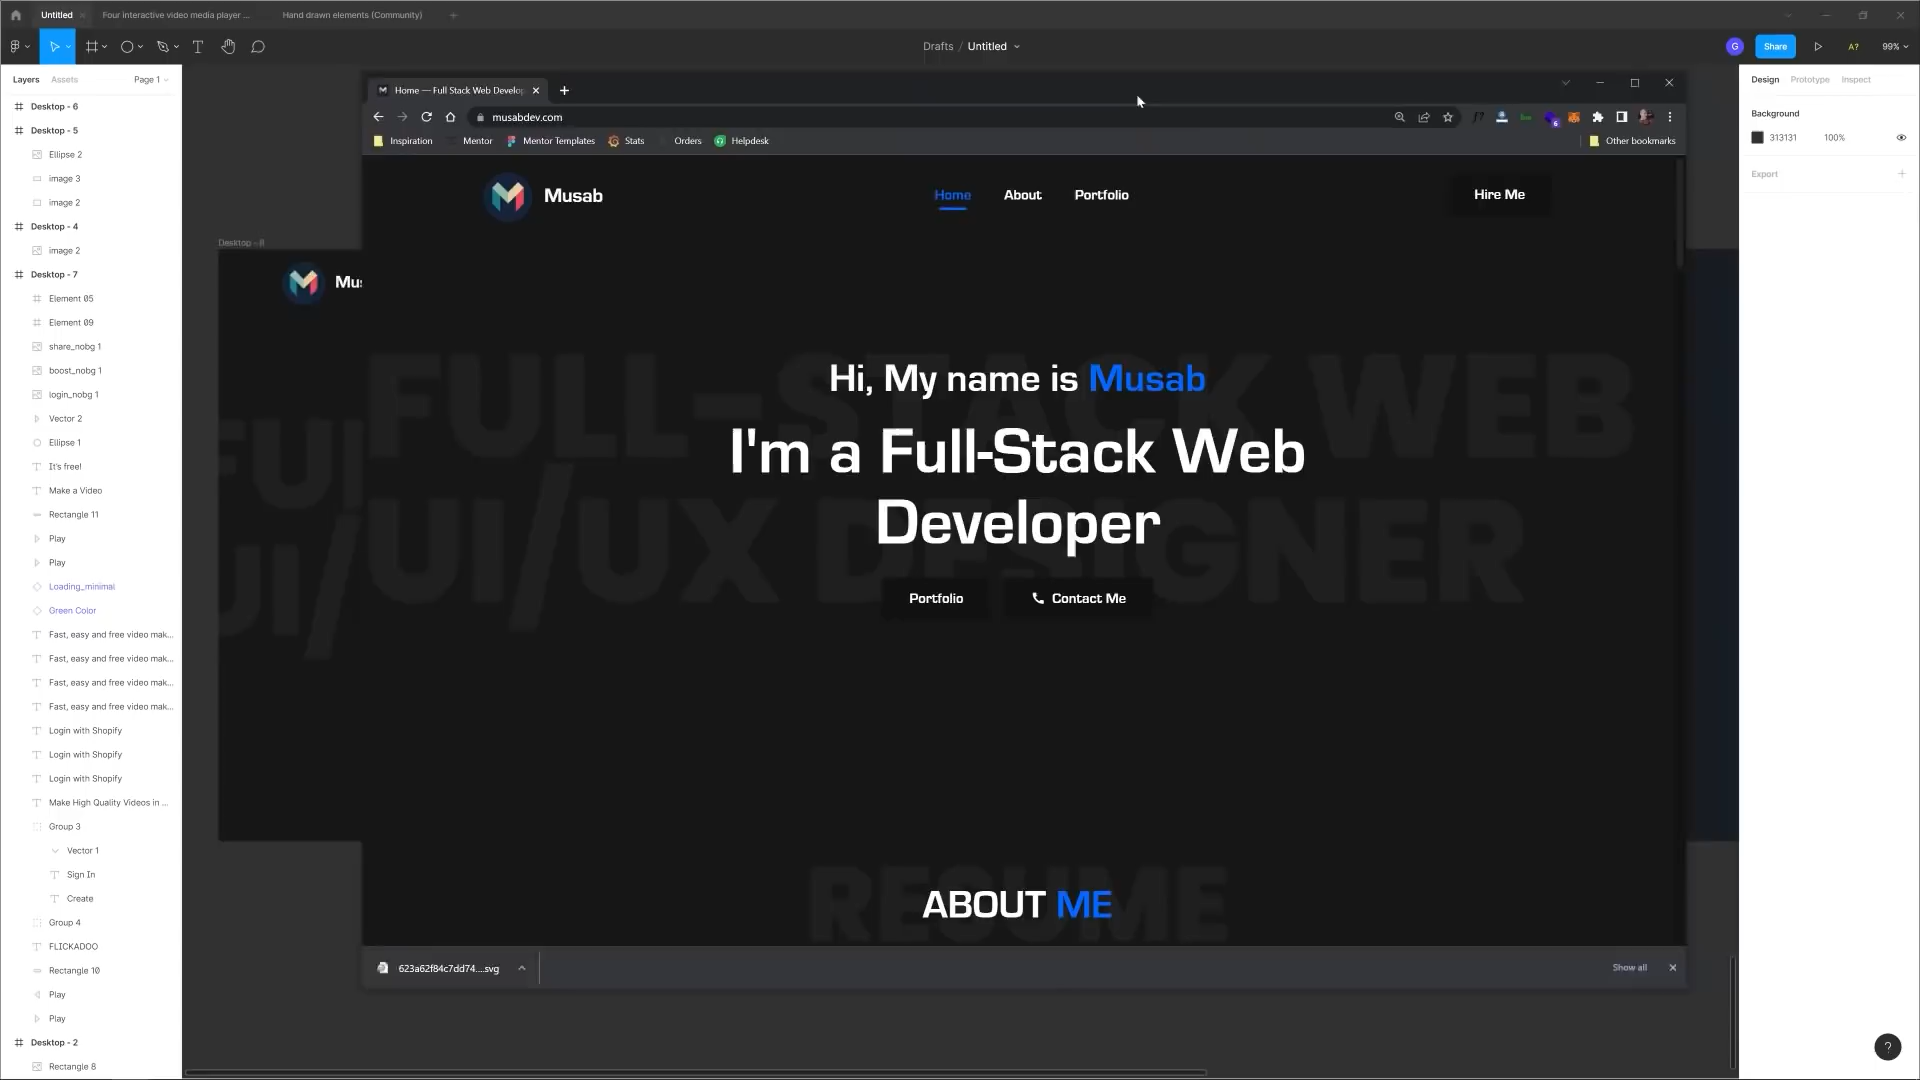 Untitled
Four interactive video media player ...
Hand drawn elements (Community)
Drafts / Untitled
G
Share
A?
99%
Layers
Assets
Page 1
Desktop - 6
Desktop - 5
Ellipse 2
image 3
image 2
Desktop - 4
image 2
Desktop - 7
Element 05
Element 09
share_nobg 1
boost_nobg 1
login_nobg 1
Vector 2
Ellipse 1
It's free!
Make a Video
Rectangle 11
Play
Play
Loading_minimal
Green Color
Fast, easy and free video mak...
Fast, easy and free video mak...
Fast, easy and free video mak...
Fast, easy and free video mak...
Login with Shopify
Login with Shopify
Login with Shopify
Make High Quality Videos in ...
Group 3
Vector 1
Sign In
Create
Group 4
FLICKADOO
Rectangle 10
Play
Play
Desktop - 2
Rectangle 8
Home — Full Stack Web Develop
musabdev.com
Inspiration
Mentor
Mentor Templates
Stats
Orders
Helpdesk
Other bookmarks
Musab
Home
About
Portfolio
Hire Me
FULL-STACK WEB
UI/UX DESIGNER
Hi, My name is Musab
I'm a Full-Stack Web
Developer
Portfolio
Contact Me
RESUME
ABOUT ME
623a62f84c7dd74....svg
Show all
Design
Prototype
Inspect
Background
313131
100%
Export
?